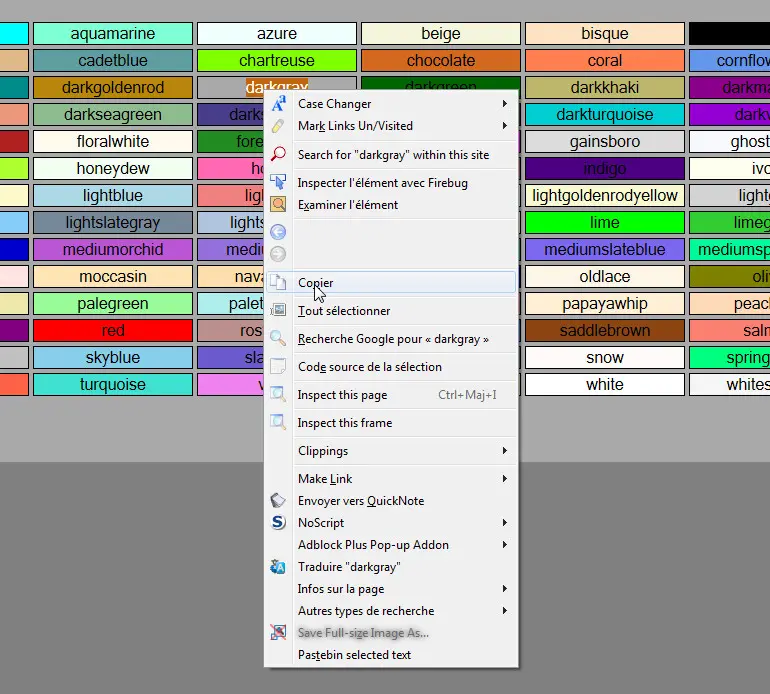 aquamarine azure beige bisque
cadetblue chartreuse chocolate coral cornflow
darkgoldenrod darkgray darkgreen darkkhaki darkma
darkseagreen darks darkturquoise darkv
floralwhite fore gainsboro ghost
honeydew h indigo ivo
lightblue lig lightgoldenrodyellow light
lightslategray lights lime limeg
mediumorchid medi mediumslateblue mediumsp
moccasin nava oldlace oliv
palegreen palet papayawhip peac
red ros saddlebrown saln
skyblue sla snow spring
turquoise v white whites
Case Changer
Mark Links Un/Visited
Search for "darkgray" within this site
Inspecter l'élément avec Firebug
Examiner l'élément
Copier
Tout sélectionner
Recherche Google pour « darkgray »
Code source de la sélection
Inspect this page Ctrl+Maj+I
Inspect this frame
Clippings
Make Link
Envoyer vers QuickNote
NoScript
Adblock Plus Pop-up Addon
Traduire "darkgray"
Infos sur la page
Autres types de recherche
Save Full-size Image As...
Pastebin selected text